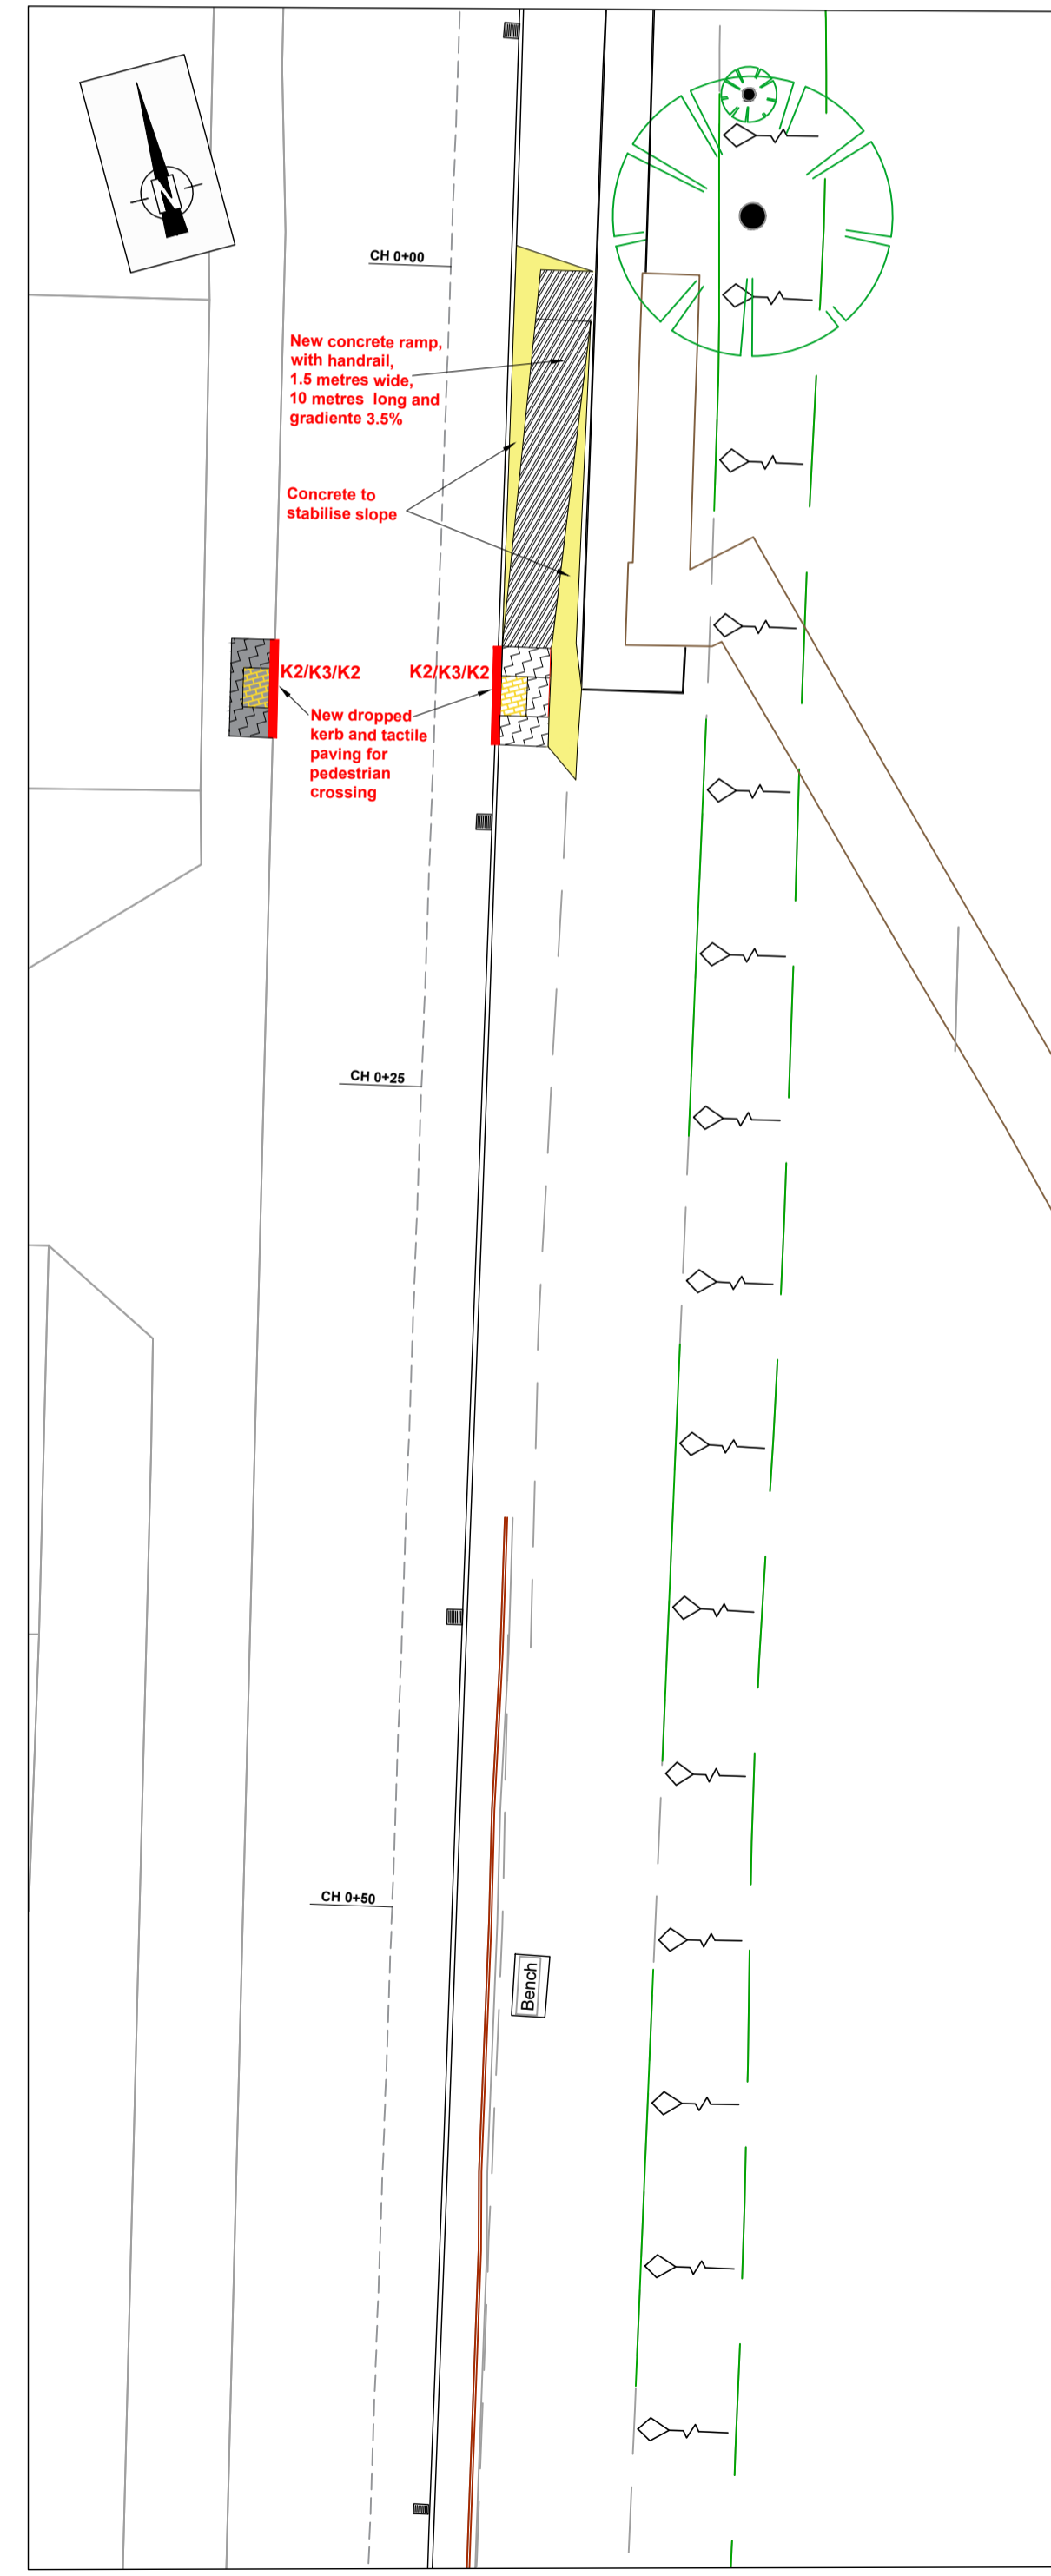 CH 0+00
New concrete ramp,
with handrail,
1.5 metres wide,
10 metres  long and
gradiente 3.5%
Concrete to
stabilise slope
K2/K3/K2
K2/K3/K2
New dropped
kerb and tactile
paving for
pedestrian
crossing
CH 0+25
CH 0+50
Bench